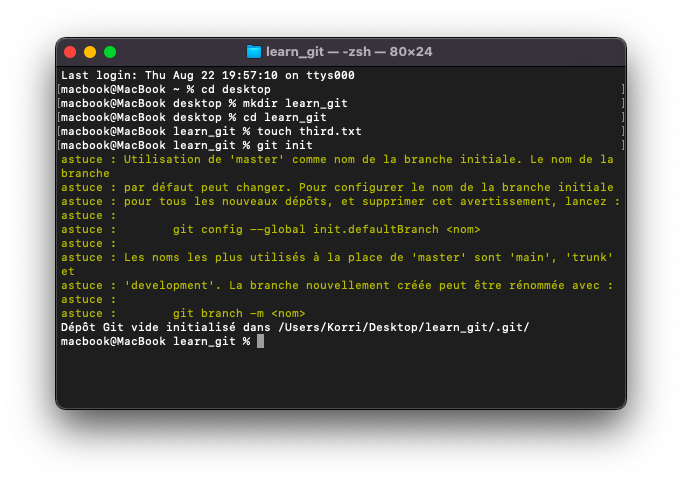 learn_git — -zsh — 80×24
Last login: Thu Aug 22 19:57:10 on ttys000
[macbook@MacBook ~ % cd desktop ]
[macbook@MacBook desktop % mkdir learn_git ]
[macbook@MacBook desktop % cd learn_git ]
[macbook@MacBook learn_git % touch third.txt ]
[macbook@MacBook learn_git % git init ]
astuce : Utilisation de 'master' comme nom de la branche initiale. Le nom de la
branche
astuce : par défaut peut changer. Pour configurer le nom de la branche initiale
astuce : pour tous les nouveaux dépôts, et supprimer cet avertissement, lancez :
astuce :
astuce : git config --global init.defaultBranch <nom>
astuce :
astuce : Les noms les plus utilisés à la place de 'master' sont 'main', 'trunk'
et
astuce : 'development'. La branche nouvellement créée peut être rénommée avec :
astuce :
astuce : git branch -m <nom>
Dépôt Git vide initialisé dans /Users/Korri/Desktop/learn_git/.git/
macbook@MacBook learn_git %